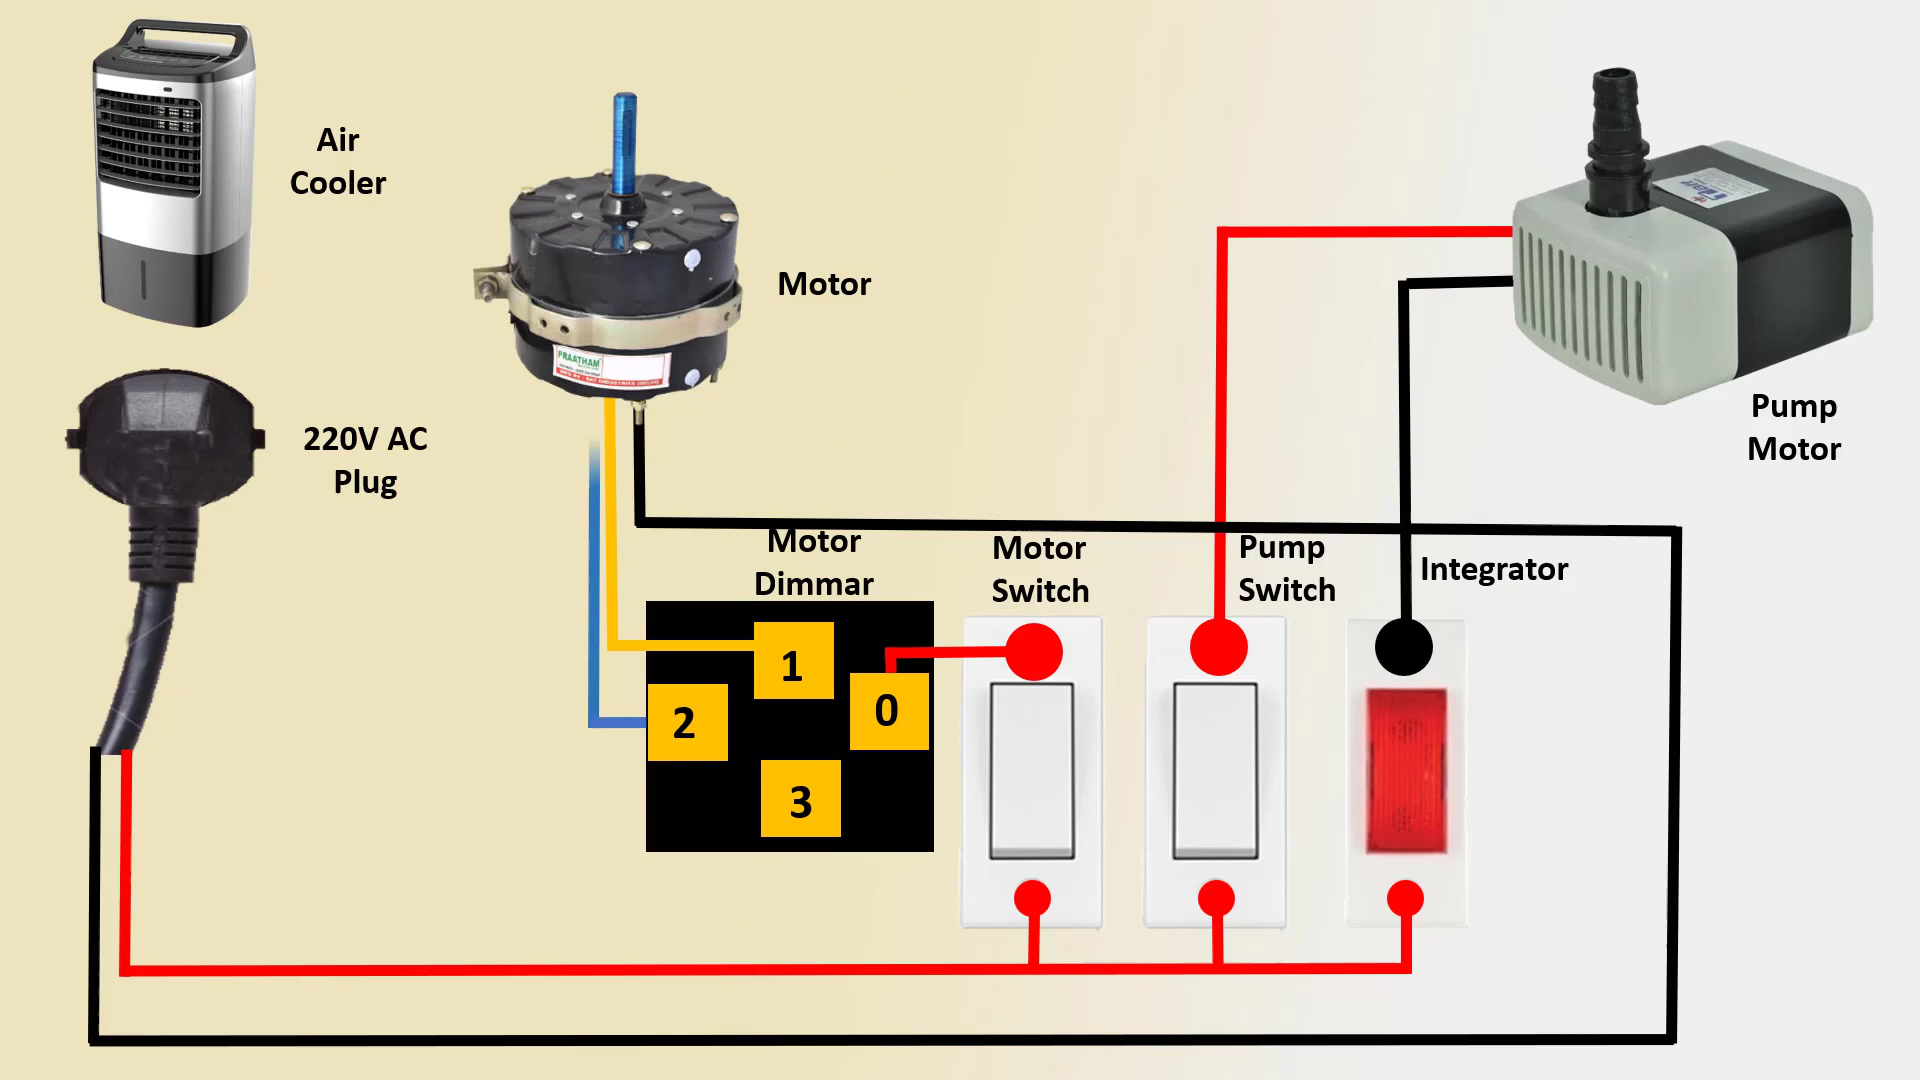 Air
Cooler
Motor
220V AC
Plug
PRAATHAM
Pump
Motor
Motor
Dimmar
Motor
Switch
Pump
Switch
Integrator
1
2
0
3